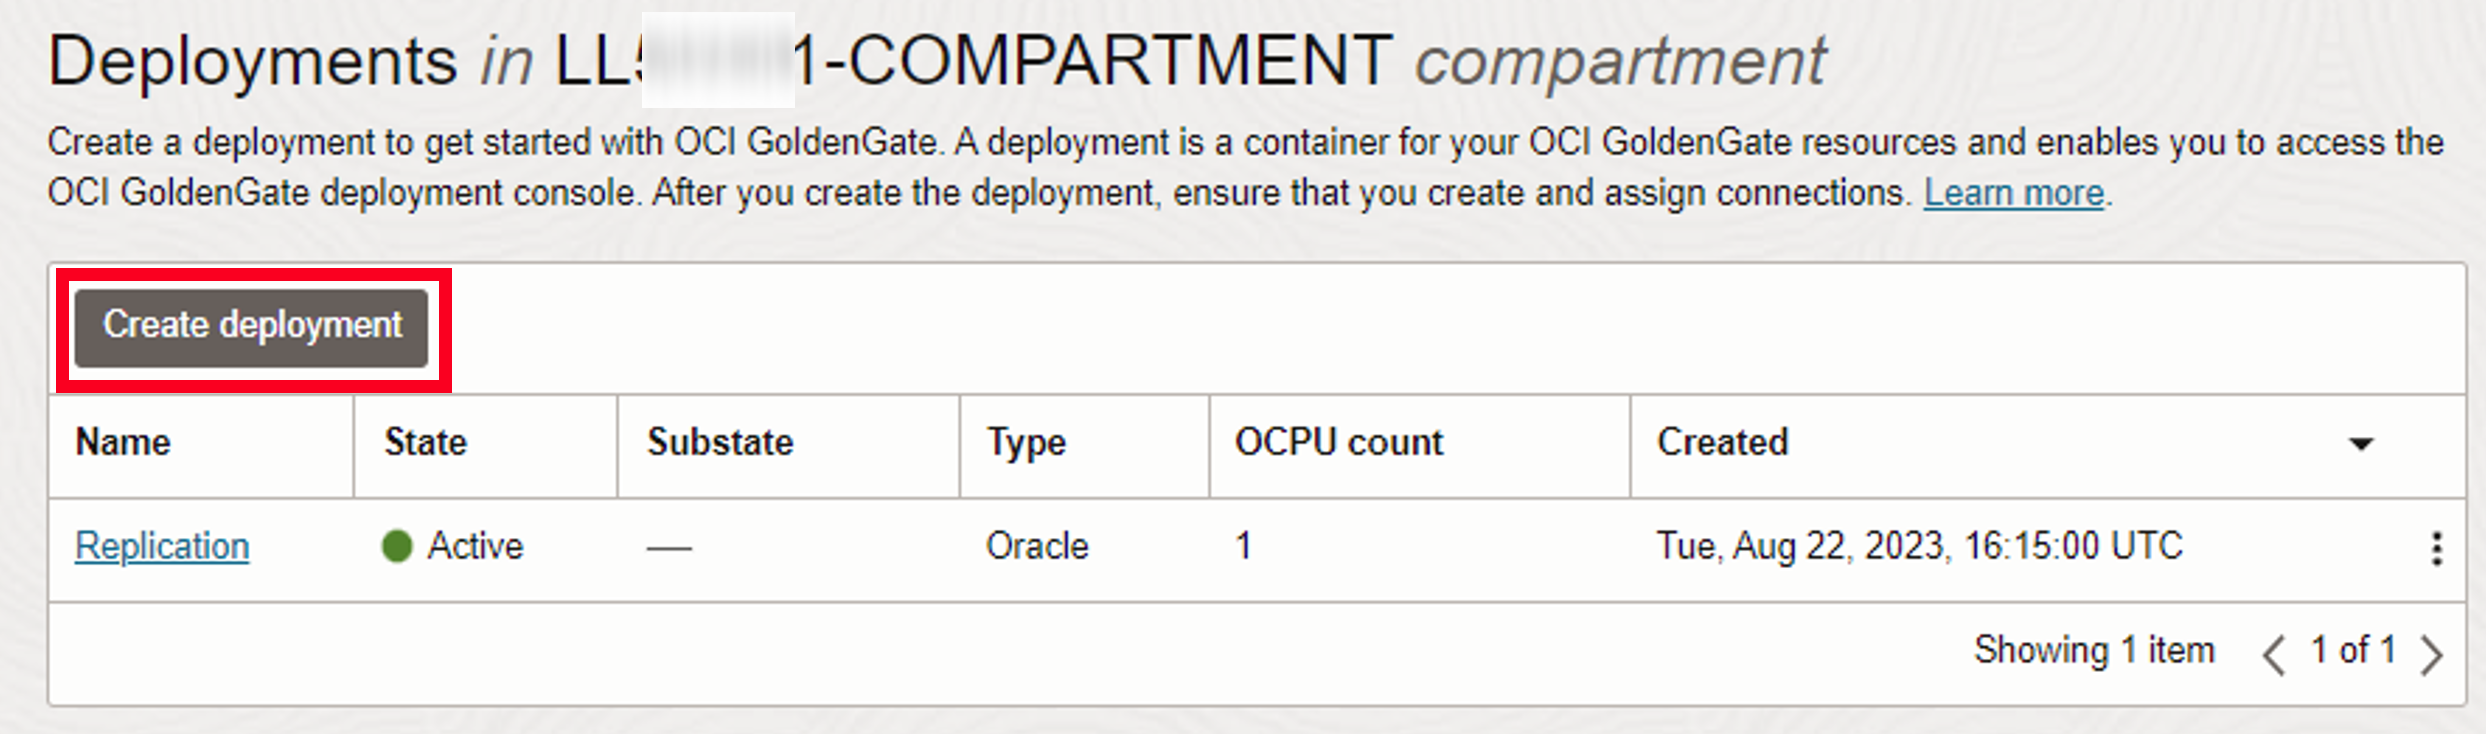 Deployments in LL 1-COMPARTMENT compartment
Create a deployment to get started with OCI GoldenGate. A deployment is a container for your OCI GoldenGate resources and enables you to access the
OCI GoldenGate deployment console. After you create the deployment, ensure that you create and assign connections. Learn more.
Create deployment
Name State Substate Type OCPU count Created
Replication Active — Oracle 1 Tue, Aug 22, 2023, 16:15:00 UTC
Showing 1 item < 1 of 1 >